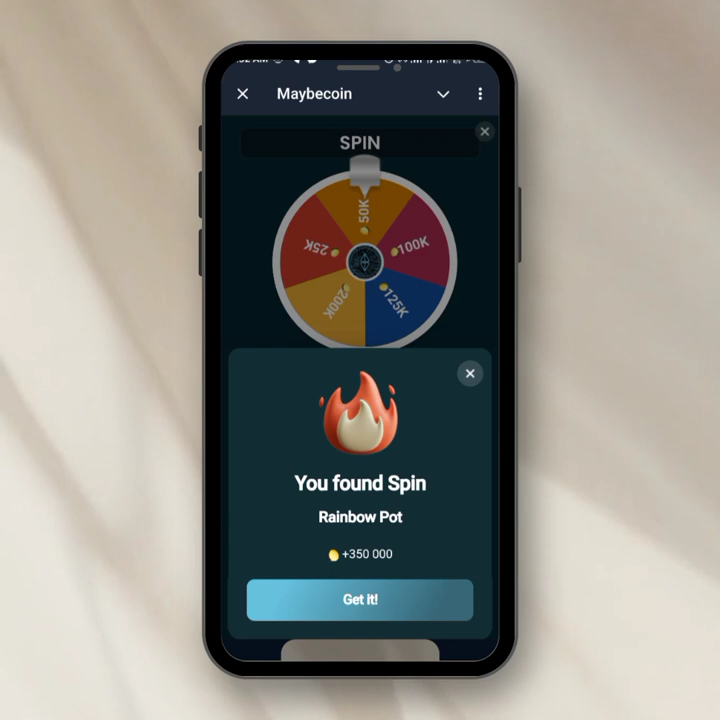 Maybecoin
SPIN
50K
25K
100K
200K
125K
You found Spin
Rainbow Pot
+350 000
Get it!